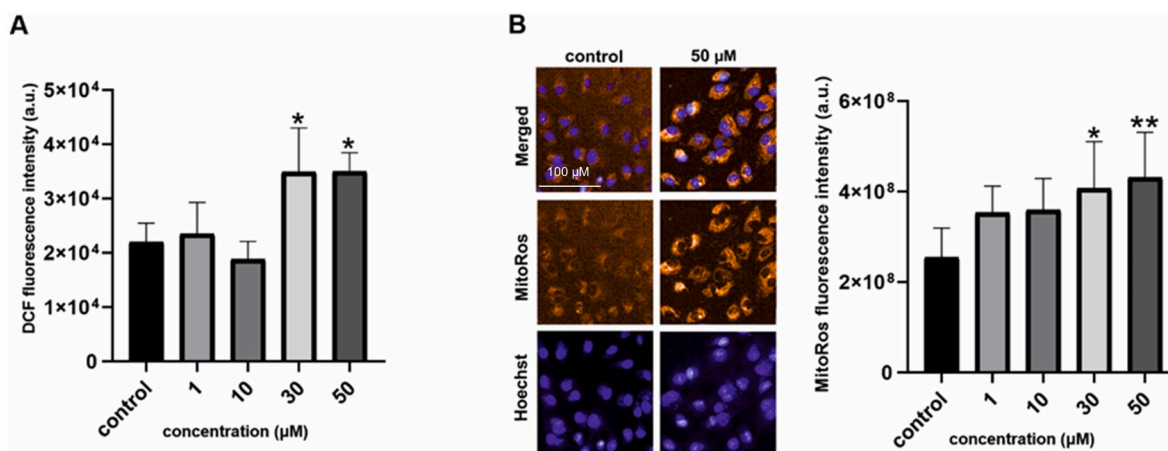 A
DCF fluorescence intensity (a.u.)
5×10⁴
4×10⁴
3×10⁴
2×10⁴
1×10⁴
0
*
*
control
1
10
30
50
concentration (µM)
B
control
50 µM
Merged
100 µM
MitoRos
Hoechst
MitoRos fluorescence intensity (a.u.)
6×10⁸
4×10⁸
2×10⁸
0
*
**
control
1
10
30
50
concentration (µM)